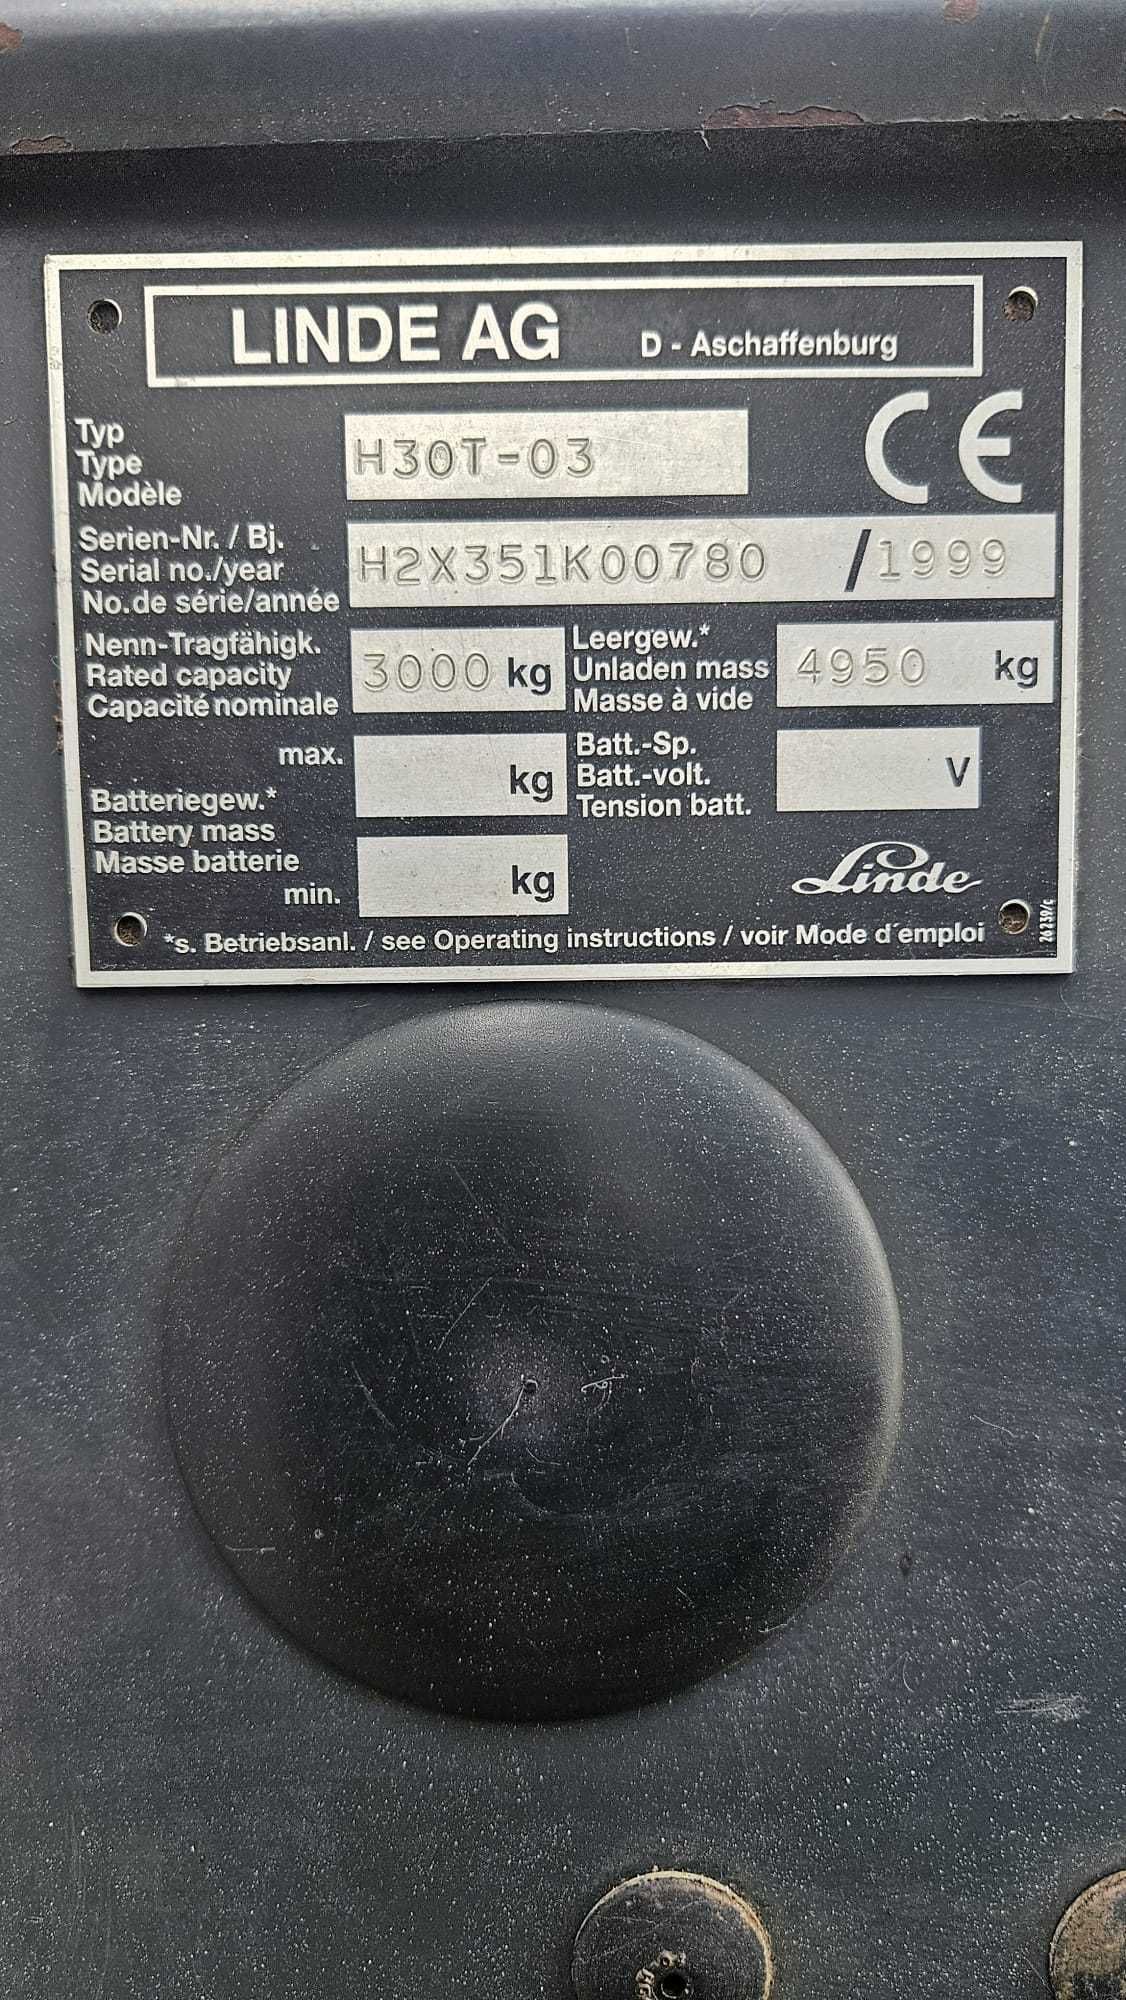 LINDE AG D - Aschaffenburg
Typ
Type
Modèle
H30T-03
CE
Serien-Nr. / Bj.
Serial no./year
No.de série/année
H2X351K00780 /1999
Nenn-Tragfähigk.
Rated capacity
Capacité nominale
3000 kg
Leergew.*
Unladen mass
Masse à vide
4950 kg
max.
kg
Batteriegew.*
Battery mass
Masse batterie
min.
kg
Batt.-Sp.
Batt.-volt.
Tension batt.
V
Linde
*s. Betriebsanl. / see Operating instructions / voir Mode d´emploi
26239/c